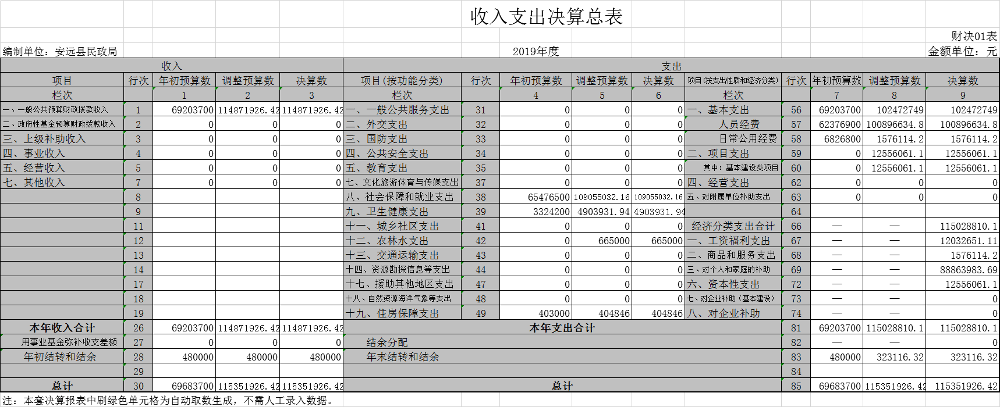 收入支出决算总表
财决01表
编制单位：安远县民政局 2019年度 金额单位：元
收入 支出
项目 行次 年初预算数 调整预算数 决算数 项目(按功能分类) 行次 年初预算数 调整预算数 决算数 项目(按支出性质和经济分类) 行次 年初预算数 调整预算数 决算数
栏次 1 2 3 栏次 4 5 6 栏次 7 8 9
一、一般公共预算财政拨款收入 1 69203700 114871926.42 114871926.42 一、一般公共服务支出 31 0 0 0 一、基本支出 56 69203700 102472749 102472749
二、政府性基金预算财政拨款收入 2 0 0 0 二、外交支出 32 0 0 0 人员经费 57 62376900 100896634.8 100896634.8
三、上级补助收入 3 0 0 0 三、国防支出 33 0 0 0 日常公用经费 58 6826800 1576114.2 1576114.2
四、事业收入 4 0 0 0 四、公共安全支出 34 0 0 0 二、项目支出 59 0 12556061.1 12556061.1
五、经营收入 5 0 0 0 五、教育支出 35 0 0 0 其中：基本建设类项目 60 0 12556061.1 12556061.1
七、其他收入 7 0 0 0 七、文化旅游体育与传媒支出 37 0 0 0 四、经营支出 62 0 0 0
8 八、社会保障和就业支出 38 65476500 109055032.16 109055032.16 五、对附属单位补助支出 63 0 0 0
9 九、卫生健康支出 39 3324200 4903931.94 4903931.94 64
11 十一、城乡社区支出 41 0 0 0 经济分类支出合计 66 — — 115028810.1
12 十二、农林水支出 42 0 665000 665000 一、工资福利支出 67 — — 12032651.11
13 十三、交通运输支出 43 0 0 0 二、商品和服务支出 68 — — 1576114.2
14 十四、资源勘探信息等支出 44 0 0 0 三、对个人和家庭的补助 69 — — 88863983.69
17 十七、援助其他地区支出 47 0 0 0 六、资本性支出 72 — — 12556061.1
18 十八、自然资源海洋气象等支出 48 0 0 0 七、对企业补助（基本建设） 73 — — 0
19 十九、住房保障支出 49 403000 404846 404846 八、对企业补助 74 — — 0
本年收入合计 26 69203700 114871926.42 114871926.42 本年支出合计 81 69203700 115028810.1 115028810.1
用事业基金弥补收支差额 27 0 0 0 结余分配 82 — — 0
年初结转和结余 28 480000 480000 480000 年末结转和结余 83 480000 323116.32 323116.32
29 84
总计 30 69683700 115351926.42 115351926.42 总计 85 69683700 115351926.42 115351926.42
注：本套决算报表中刷绿色单元格为自动取数生成，不需人工录入数据。